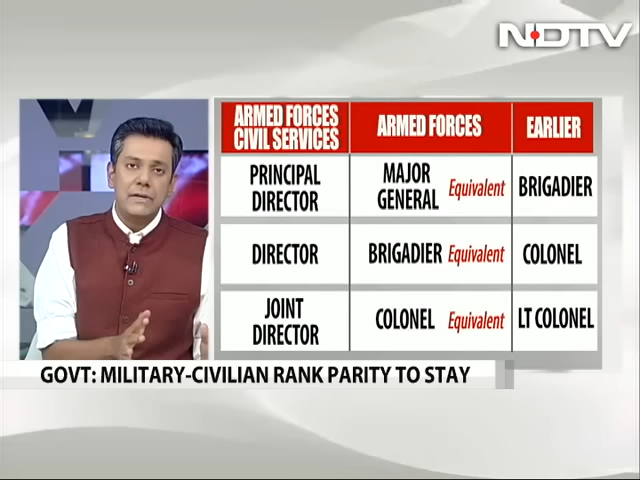 NDTV
ARMED FORCES
CIVIL SERVICES
ARMED FORCES
EARLIER
PRINCIPAL
DIRECTOR
MAJOR
GENERAL
Equivalent
BRIGADIER
DIRECTOR
BRIGADIER
Equivalent
COLONEL
JOINT
DIRECTOR
COLONEL
Equivalent
LT COLONEL
GOVT: MILITARY-CIVILIAN RANK PARITY TO STAY